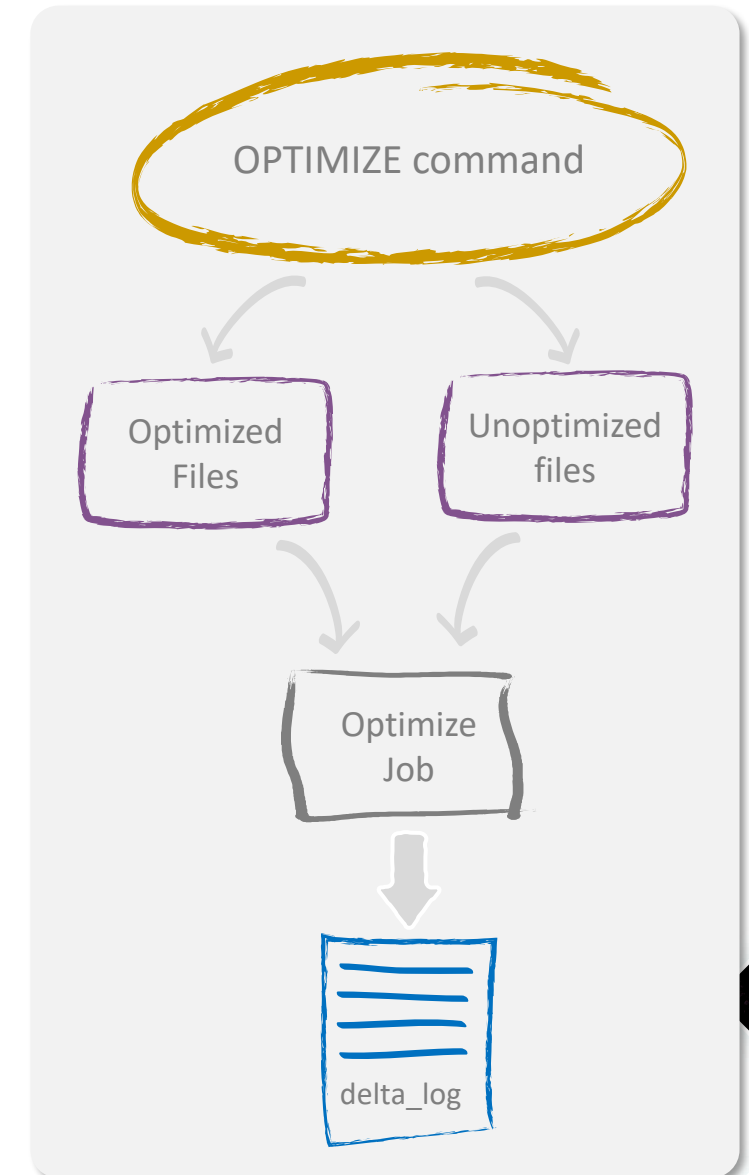 OPTIMIZE command
Optimized
Files
Unoptimized
files
Optimize
Job
delta_log